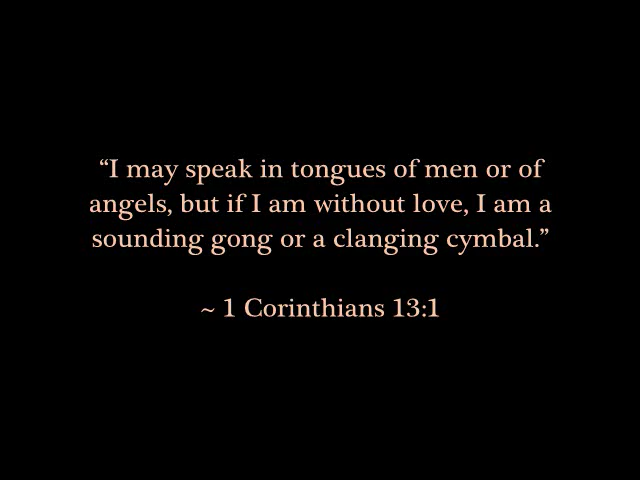 “I may speak in tongues of men or of
angels, but if I am without love, I am a
sounding gong or a clanging cymbal.”
~ 1 Corinthians 13:1